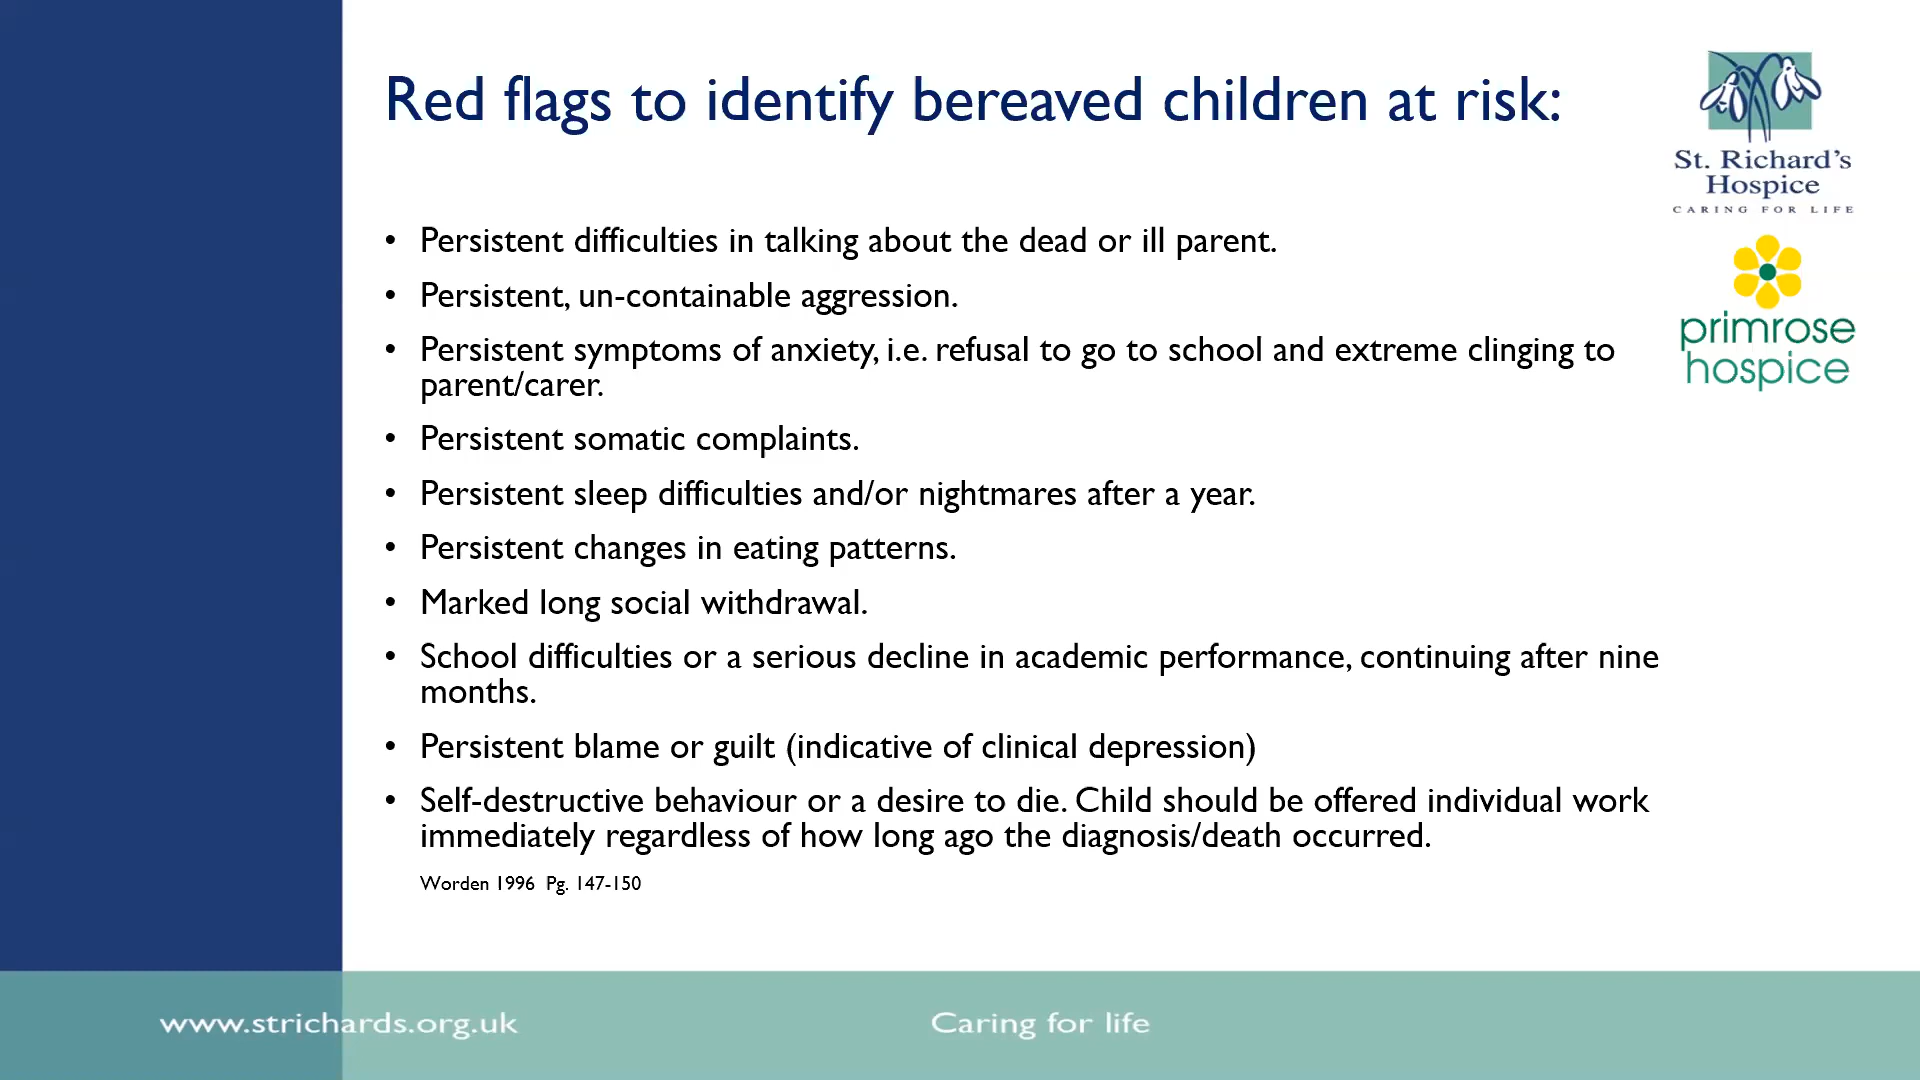 Red flags to identify bereaved children at risk:
St. Richard's
Hospice
CARING FOR LIFE
primrose
hospice
• Persistent difficulties in talking about the dead or ill parent.
• Persistent, un-containable aggression.
• Persistent symptoms of anxiety, i.e. refusal to go to school and extreme clinging to
parent/carer.
• Persistent somatic complaints.
• Persistent sleep difficulties and/or nightmares after a year.
• Persistent changes in eating patterns.
• Marked long social withdrawal.
• School difficulties or a serious decline in academic performance, continuing after nine
months.
• Persistent blame or guilt (indicative of clinical depression)
• Self-destructive behaviour or a desire to die. Child should be offered individual work
immediately regardless of how long ago the diagnosis/death occurred.
Worden 1996  Pg. 147-150
www.strichards.org.uk
Caring for life